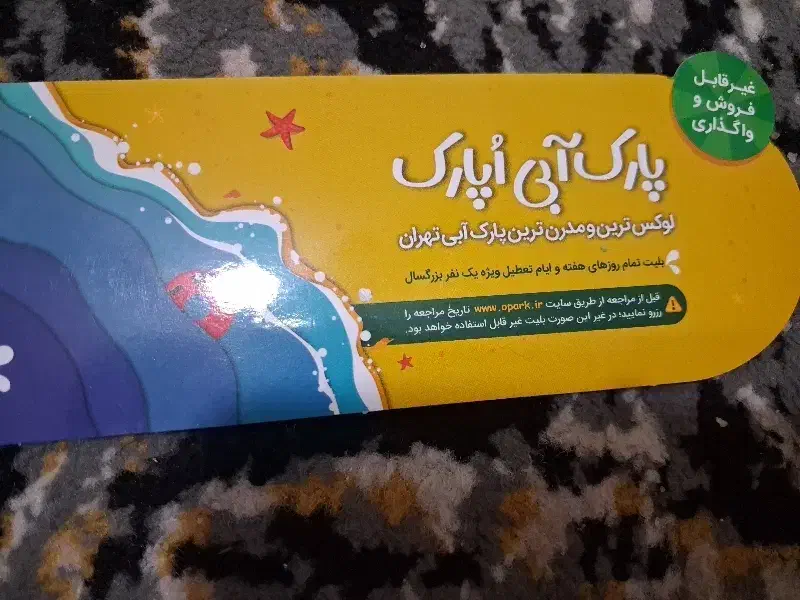 غیرقابل
فروش و
واگذاری
پارک آبی اُپارک
لوکس ترین و مدرن ترین پارک آبی تهران
بلیت تمام روزهای هفته و ایام تعطیل ویژه یک نفر بزرگسال
قبل از مراجعه از طریق سایت www.opark.ir تاریخ مراجعه را
رزرو نمایید؛ در غیر این صورت بلیت غیر قابل استفاده خواهد بود.